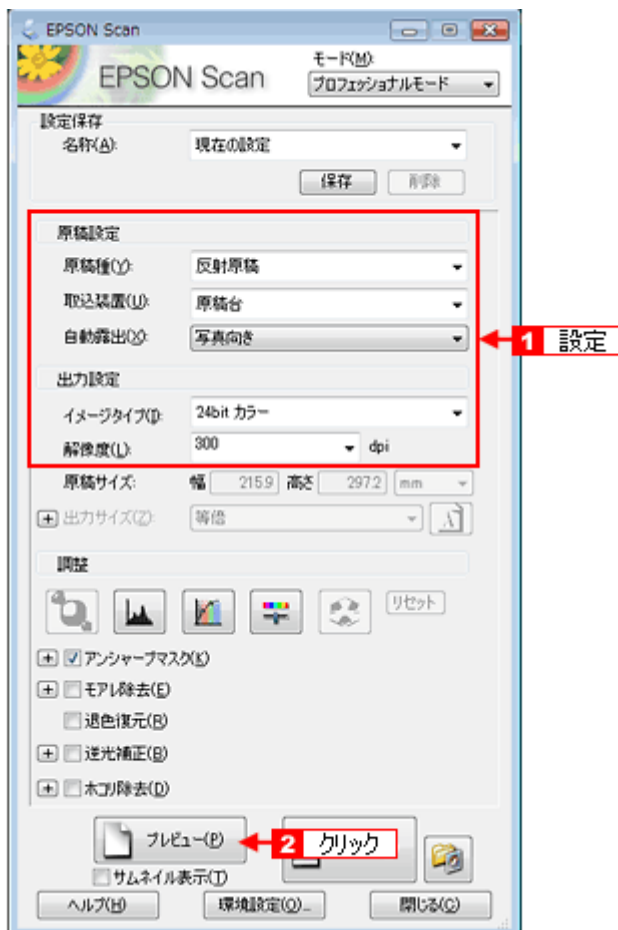 EPSON Scan
EPSON Scan
モード(M):
プロフェッショナルモード
設定保存
名称(A):
現在の設定
保存
削除
原稿設定
原稿種(Y):
反射原稿
取込装置(U):
原稿台
自動露出(X):
写真向き
1 設定
出力設定
イメージタイプ(I):
24bit カラー
解像度(L):
300
dpi
原稿サイズ:
幅 215.9 高さ 297.2 mm
出力サイズ(Z):
等倍
調整
リセット
アンシャープマスク(K)
モアレ除去(E)
退色復元(R)
逆光補正(B)
ホコリ除去(D)
プレビュー(P)
2 クリック
サムネイル表示(T)
ヘルプ(H)
環境設定(O)...
閉じる(C)